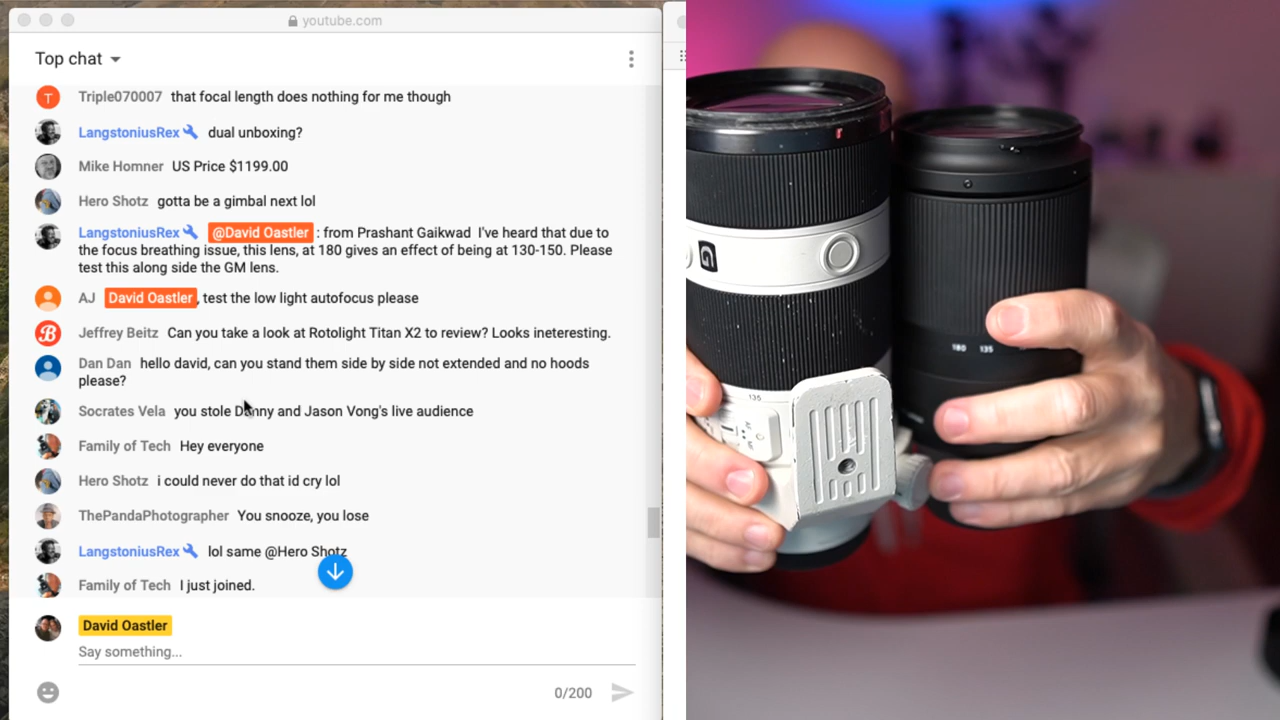 youtube.com
Top chat
T Triple070007 that focal length does nothing for me though
LangstoniusRex dual unboxing?
Mike Homner US Price $1199.00
Hero Shotz gotta be a gimbal next lol
LangstoniusRex @David Oastler : from Prashant Gaikwad I've heard that due to
the focus breathing issue, this lens, at 180 gives an effect of being at 130-150. Please
test this along side the GM lens.
AJ David Oastler, test the low light autofocus please
B Jeffrey Beitz Can you take a look at Rotolight Titan X2 to review? Looks ineteresting.
Dan Dan hello david, can you stand them side by side not extended and no hoods
please?
Socrates Vela you stole Danny and Jason Vong's live audience
Family of Tech Hey everyone
Hero Shotz i could never do that id cry lol
ThePandaPhotographer You snooze, you lose
LangstoniusRex lol same @Hero Shotz
Family of Tech I just joined.
David Oastler
Say something...
0/200
G
180 135
135
AF
MF